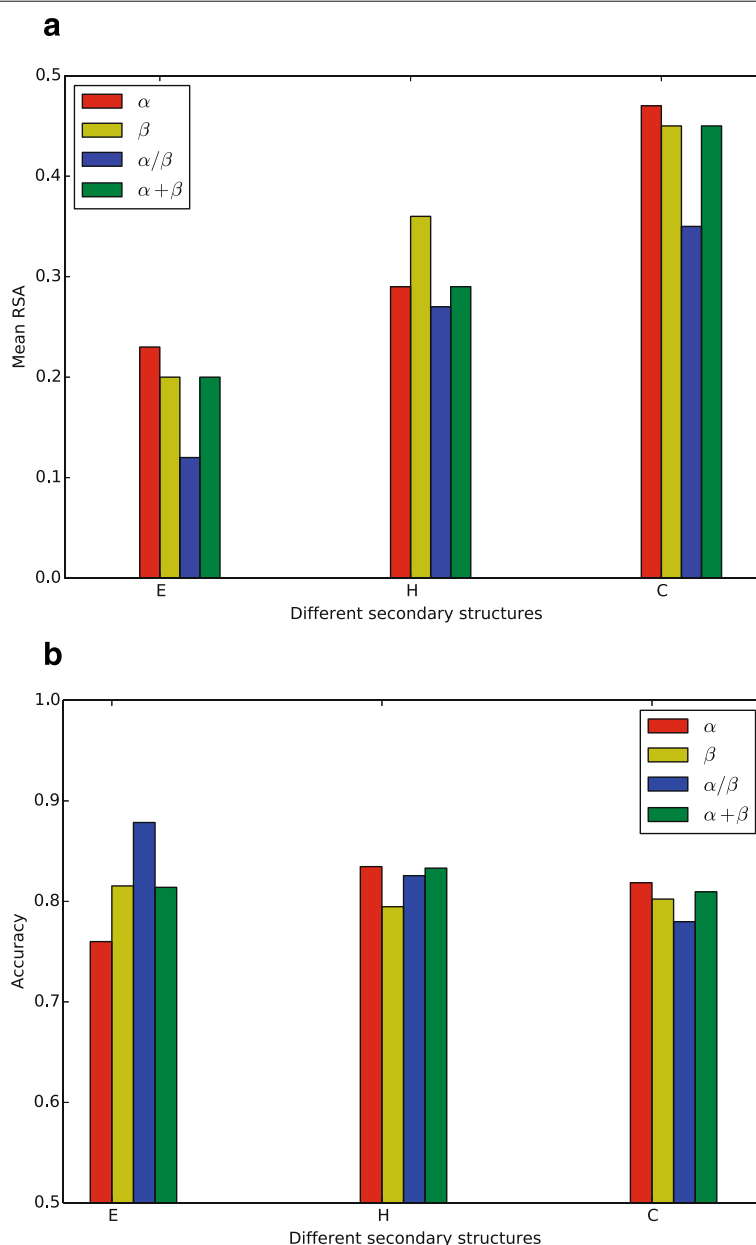 a
0.5
0.4
0.3
0.2
0.1
0.0
Mean RSA
α
β
α/β
α+β
E H C
Different secondary structures
b
1.0
0.9
0.8
0.7
0.6
0.5
Accuracy
α
β
α/β
α+β
E H C
Different secondary structures